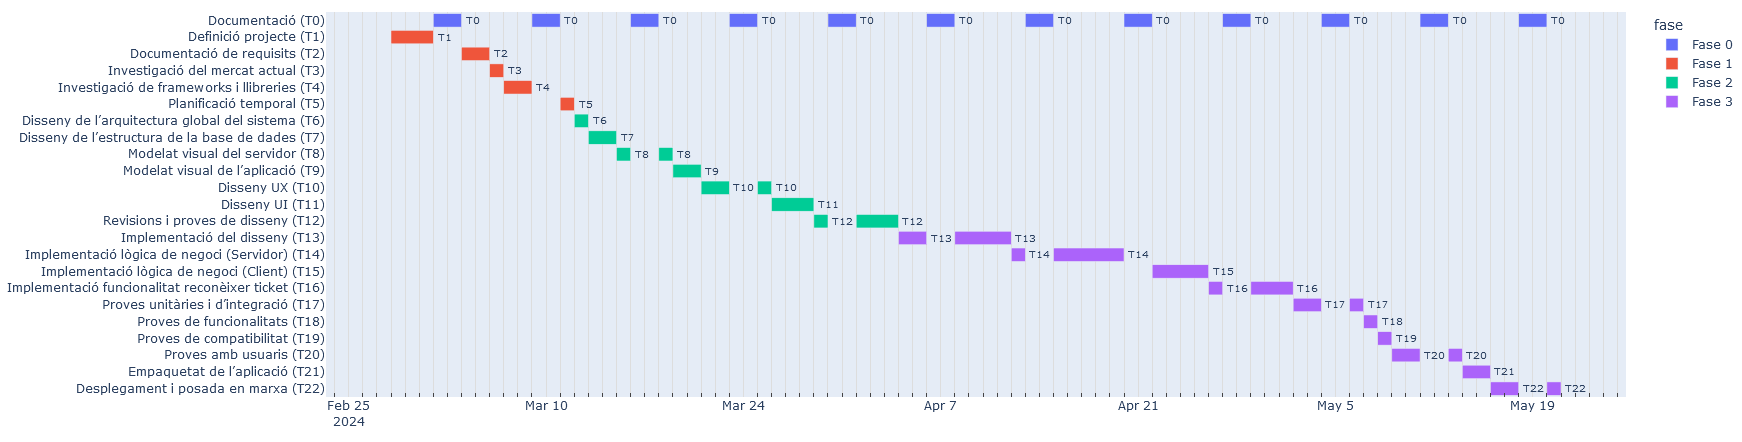 Documentació (T0) T0 T0 T0 T0 T0 T0 T0 T0 T0 T0 T0 T0
Definició projecte (T1) T1
Documentació de requisits (T2) T2
Investigació del mercat actual (T3) T3
Investigació de frameworks i llibreries (T4) T4
Planificació temporal (T5) T5
Disseny de l’arquitectura global del sistema (T6) T6
Disseny de l’estructura de la base de dades (T7) T7
Modelat visual del servidor (T8) T8 T8
Modelat visual de l’aplicació (T9) T9
Disseny UX (T10) T10 T10
Disseny UI (T11) T11
Revisions i proves de disseny (T12) T12 T12
Implementació del disseny (T13) T13 T13
Implementació lògica de negoci (Servidor) (T14) T14 T14
Implementació lògica de negoci (Client) (T15) T15
Implementació funcionalitat reconèixer ticket (T16) T16 T16
Proves unitàries i d’integració (T17) T17 T17
Proves de funcionalitats (T18) T18
Proves de compatibilitat (T19) T19
Proves amb usuaris (T20) T20 T20
Empaquetat de l’aplicació (T21) T21
Desplegament i posada en marxa (T22) T22 T22
Feb 25 Mar 10 Mar 24 Apr 7 Apr 21 May 5 May 19
2024
fase
Fase 0
Fase 1
Fase 2
Fase 3